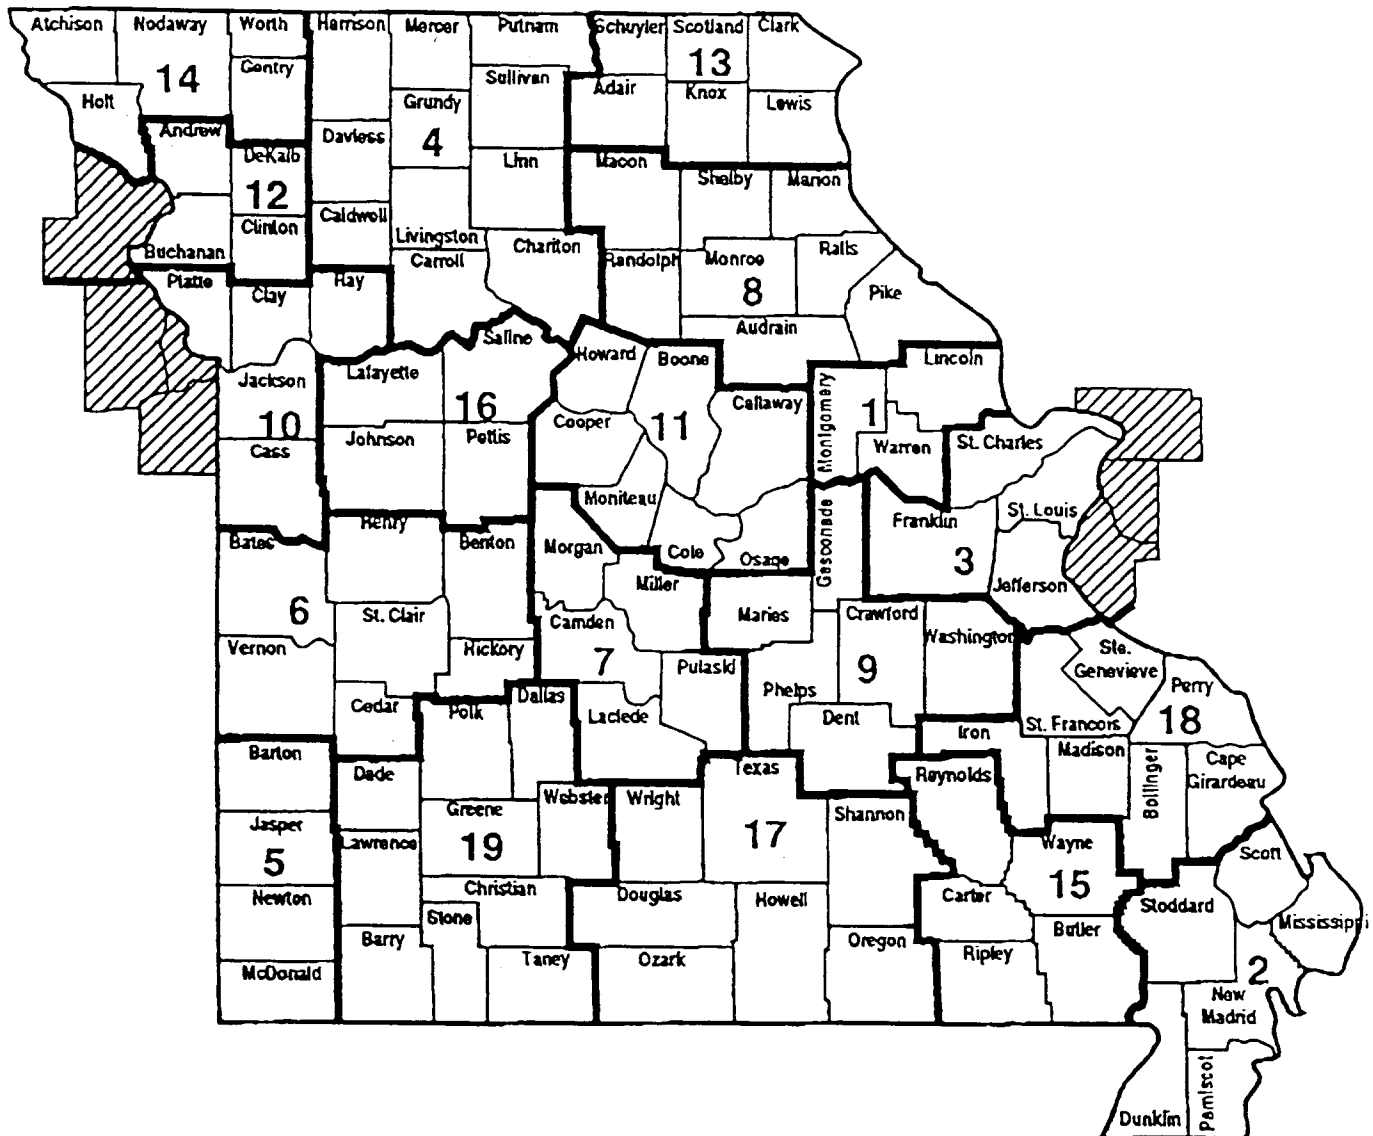 Atchison
Nodaway
Worth
Harrison
Mercer
Putnam
Schuyler
Scotland
Clark
14
Gentry
Sullivan
13
Adair
Knox
Lewis
Holt
Grundy
Andrew
Daviess
4
DeKalb
Linn
Macon
Shelby
Marion
12
Caldwell
Clinton
Livingston
Chariton
Buchanan
Carroll
Randolph
Monroe
Ralls
Platte
Clay
Ray
8
Pike
Audrain
Saline
Howard
Boone
Lincoln
Jackson
Lafayette
10
16
Callaway
Montgomery
1
Cooper
11
Cass
Johnson
Pettis
Warren
St. Charles
Moniteau
Bates
Henry
Benton
Morgan
Cole
Osage
Gasconade
Franklin
St. Louis
3
Miller
Jefferson
6
St. Clair
Camden
Maries
Crawford
Washington
Vernon
Hickory
7
Pulaski
9
Ste.
Genevieve
Phelps
Perry
Cedar
Polk
Dallas
Laclede
Dent
Iron
St. Francois
18
Barton
Dade
Texas
Reynolds
Madison
Bollinger
Cape
Girardeau
Jasper
Greene
Webster
Wright
Shannon
5
Lawrence
19
17
Wayne
Scott
Newton
Christian
Douglas
Howell
Carter
15
Stoddard
Stone
Mississippi
Barry
Oregon
Butler
McDonald
Taney
Ozark
Ripley
2
New
Madrid
Dunklin
Pemiscot